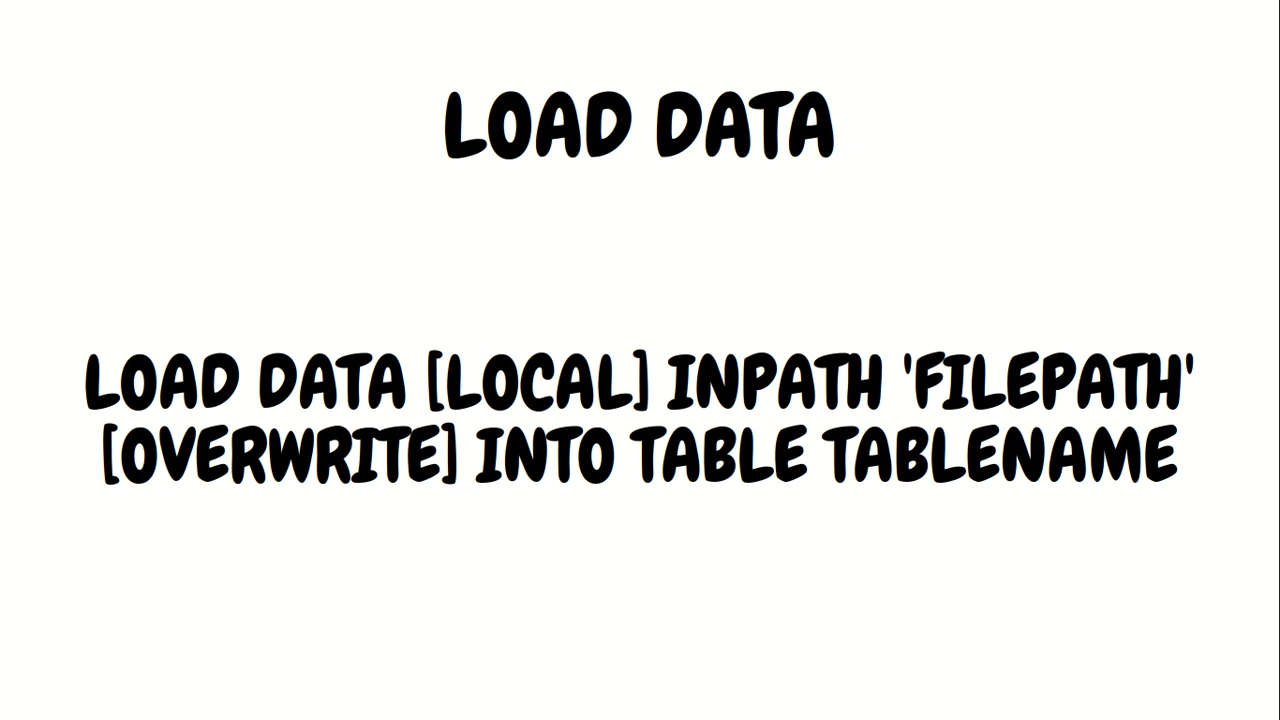 LOAD DATA
LOAD DATA [LOCAL] INPATH 'FILEPATH'
[OVERWRITE] INTO TABLE TABLENAME